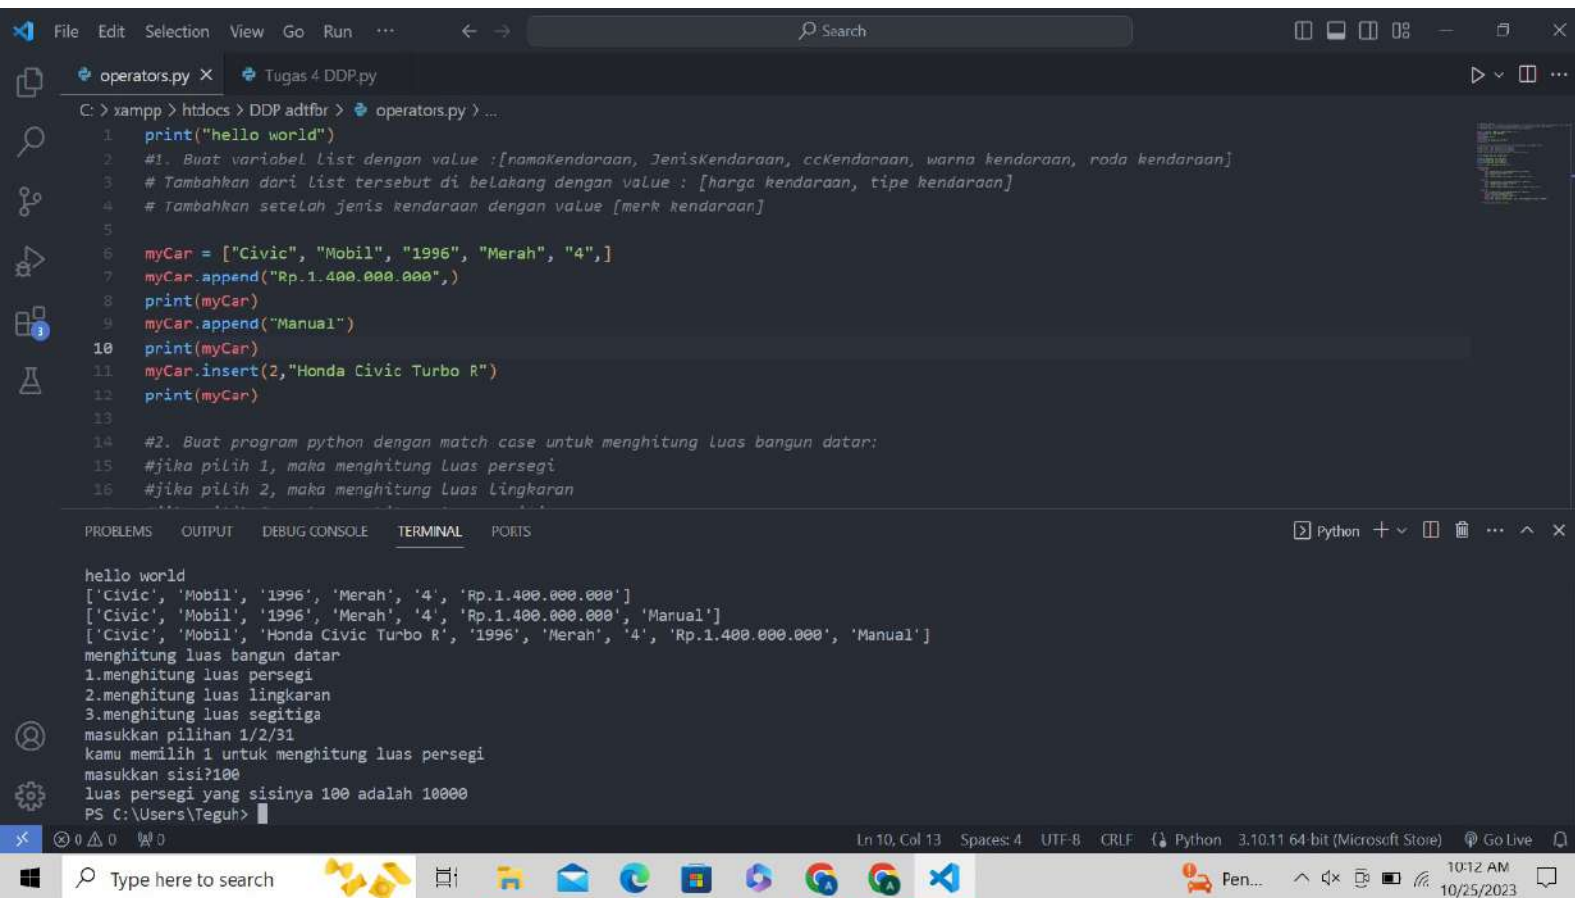 File Edit Selection View Go Run ··· Search
operators.py Tugas 4 DDP.py
C: > xampp > htdocs > DDP adtfbr > operators.py > ...
1 print("hello world")
2 #1. Buat variabel List dengan value :[namaKendaraan, JenisKendaraan, ccKendaraan, warna kendaraan, roda kendaraan]
3 # Tambahkan dari List tersebut di belakang dengan value : [harga kendaraan, tipe kendaraan]
4 # Tambahkan setelah jenis kendaraan dengan value [merk kendaraan]
5
6 myCar = ["Civic", "Mobil", "1996", "Merah", "4",]
7 myCar.append("Rp.1.400.000.000",)
8 print(myCar)
9 myCar.append("Manual")
10 print(myCar)
11 myCar.insert(2,"Honda Civic Turbo R")
12 print(myCar)
13
14 #2. Buat program python dengan match case untuk menghitung luas bangun datar:
15 #jika pilih 1, maka menghitung luas persegi
16 #jika pilih 2, maka menghitung luas lingkaran
PROBLEMS OUTPUT DEBUG CONSOLE TERMINAL PORTS Python
hello world
['Civic', 'Mobil', '1996', 'Merah', '4', 'Rp.1.400.000.000']
['Civic', 'Mobil', '1996', 'Merah', '4', 'Rp.1.400.000.000', 'Manual']
['Civic', 'Mobil', 'Honda Civic Turbo R', '1996', 'Merah', '4', 'Rp.1.400.000.000', 'Manual']
menghitung luas bangun datar
1.menghitung luas persegi
2.menghitung luas lingkaran
3.menghitung luas segitiga
masukkan pilihan 1/2/31
kamu memilih 1 untuk menghitung luas persegi
masukkan sisi?100
luas persegi yang sisinya 100 adalah 10000
PS C:\Users\Teguh>
0 0 0 Ln 10, Col 13 Spaces: 4 UTF-8 CRLF Python 3.10.11 64-bit (Microsoft Store) Go Live
Type here to search Pen... 10:12 AM
10/25/2023